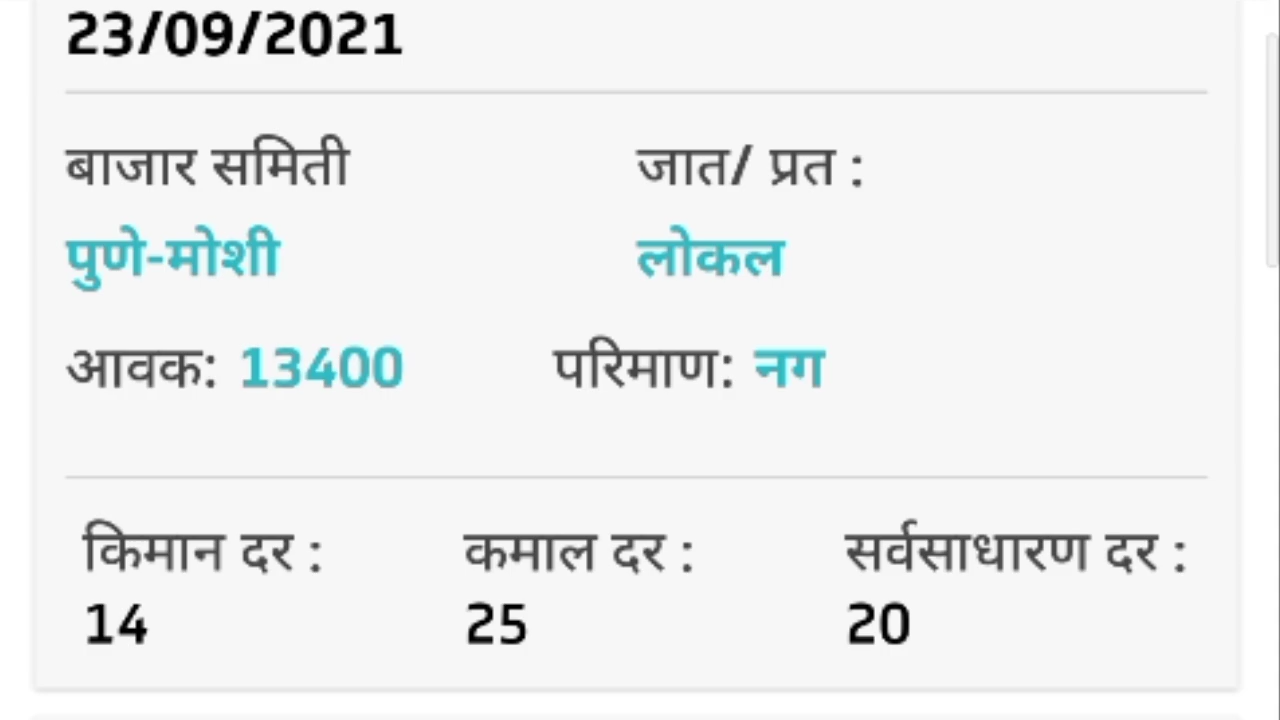 23/09/2021
बाजार समिती जात/ प्रत :
पुणे-मोशी लोकल
आवक: 13400 परिमाण: नग
किमान दर : कमाल दर : सर्वसाधारण दर :
14 25 20